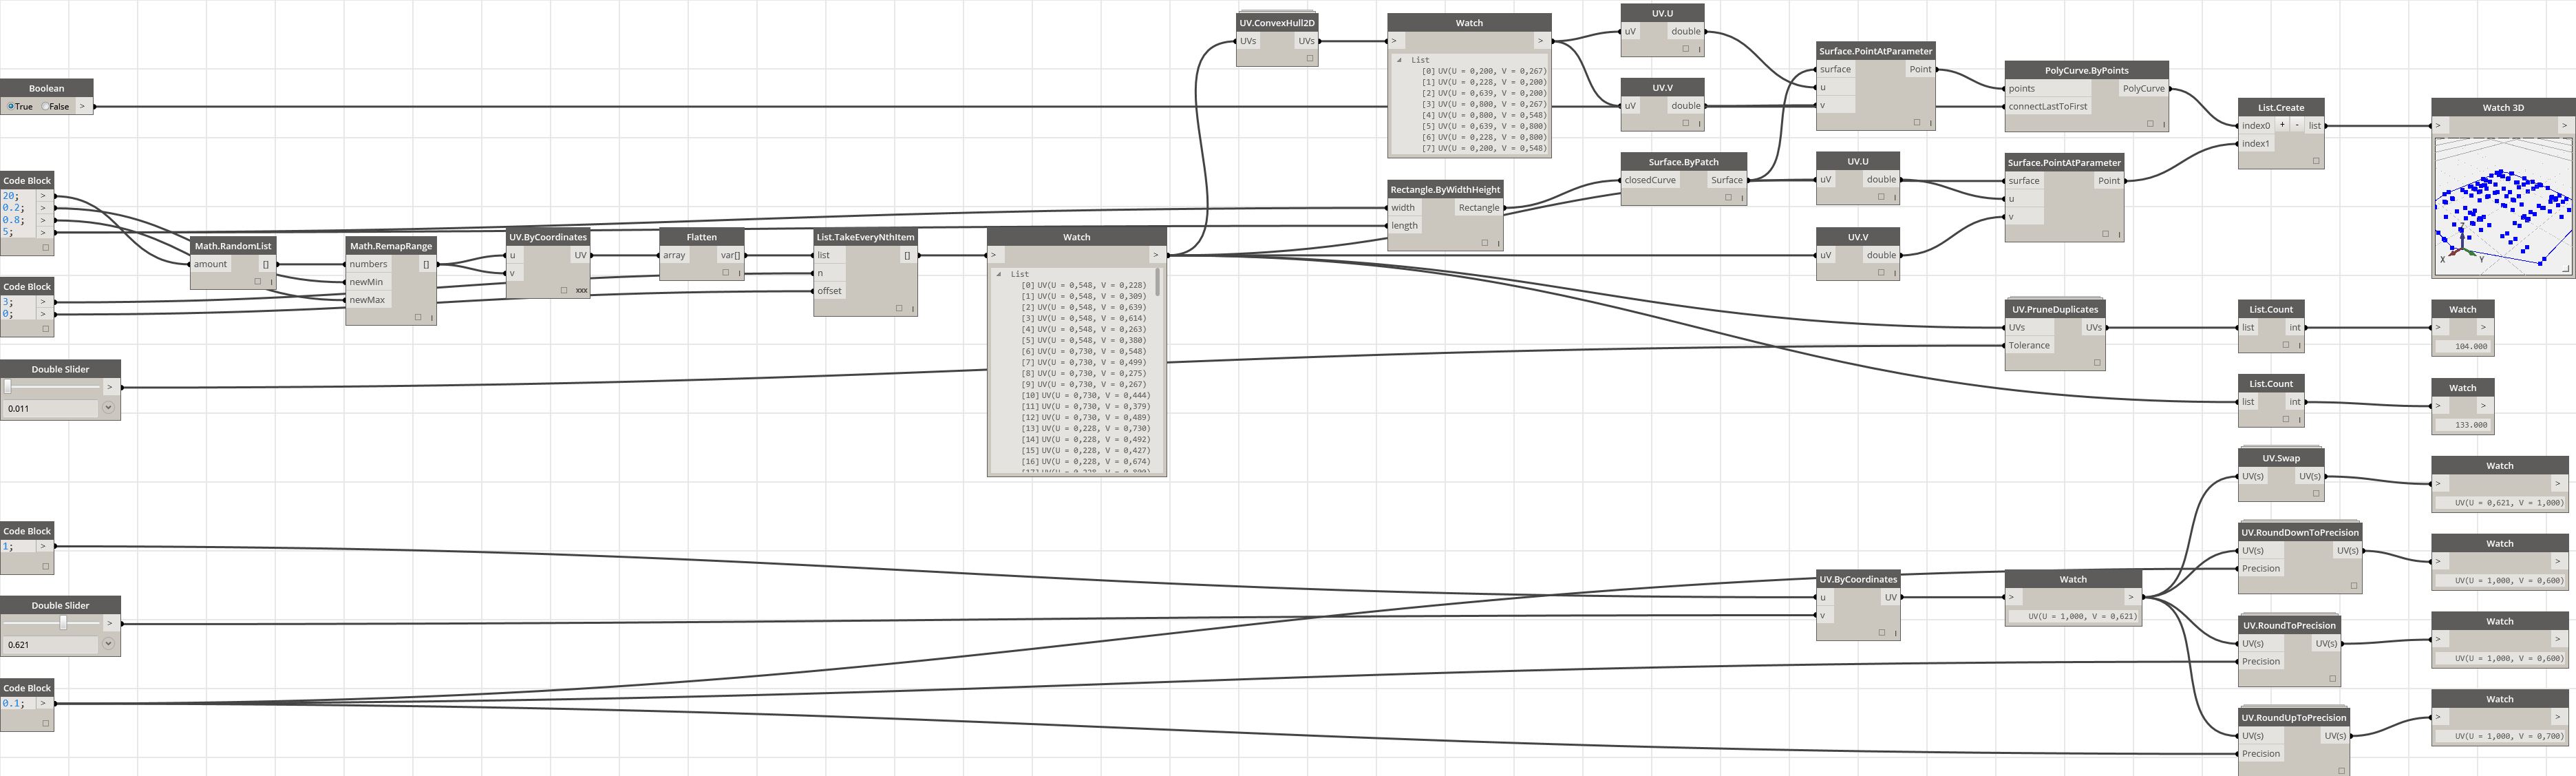 Boolean
True False >
Code Block
20; >
0.2; >
0.8; >
5; >
Code Block
3; >
0; >
Double Slider
>
0.011
Code Block
1; >
Double Slider
>
0.621
Code Block
0.1; >
Math.RandomList
amount []
Math.RemapRange
numbers []
newMin
newMax
UV.ByCoordinates
u UV
v
xxx
Flatten
array var[]
List.TakeEveryNthItem
list []
n
offset
Watch
> >
List
[0] UV(U = 0,548, V = 0,228)
[1] UV(U = 0,548, V = 0,309)
[2] UV(U = 0,548, V = 0,639)
[3] UV(U = 0,548, V = 0,614)
[4] UV(U = 0,548, V = 0,263)
[5] UV(U = 0,548, V = 0,380)
[6] UV(U = 0,730, V = 0,548)
[7] UV(U = 0,730, V = 0,499)
[8] UV(U = 0,730, V = 0,275)
[9] UV(U = 0,730, V = 0,267)
[10] UV(U = 0,730, V = 0,444)
[11] UV(U = 0,730, V = 0,379)
[12] UV(U = 0,730, V = 0,489)
[13] UV(U = 0,228, V = 0,730)
[14] UV(U = 0,228, V = 0,492)
[15] UV(U = 0,228, V = 0,427)
[16] UV(U = 0,228, V = 0,674)
UV.ConvexHull2D
UVs UVs
Watch
> >
List
[0] UV(U = 0,200, V = 0,267)
[1] UV(U = 0,228, V = 0,200)
[2] UV(U = 0,639, V = 0,200)
[3] UV(U = 0,800, V = 0,267)
[4] UV(U = 0,800, V = 0,548)
[5] UV(U = 0,639, V = 0,800)
[6] UV(U = 0,228, V = 0,800)
[7] UV(U = 0,200, V = 0,548)
Rectangle.ByWidthHeight
width Rectangle
length
UV.U
uV double
UV.V
uV double
Surface.ByPatch
closedCurve Surface
Surface.PointAtParameter
surface Point
u
v
UV.U
uV double
UV.V
uV double
PolyCurve.ByPoints
points PolyCurve
connectLastToFirst
Surface.PointAtParameter
surface Point
u
v
List.Create
index0 + - list
index1
Watch 3D
> >
Z
X Y
UV.PruneDuplicates
UVs UVs
Tolerance
List.Count
list int
Watch
> >
104.000
List.Count
list int
Watch
> >
133.000
UV.ByCoordinates
u UV
v
Watch
> >
UV(U = 1,000, V = 0,621)
UV.Swap
UV(s) UV(s)
Watch
> >
UV(U = 0,621, V = 1,000)
UV.RoundDownToPrecision
UV(s) UV(s)
Precision
Watch
> >
UV(U = 1,000, V = 0,600)
UV.RoundToPrecision
UV(s) UV(s)
Precision
Watch
> >
UV(U = 1,000, V = 0,600)
UV.RoundUpToPrecision
UV(s) UV(s)
Precision
Watch
> >
UV(U = 1,000, V = 0,700)